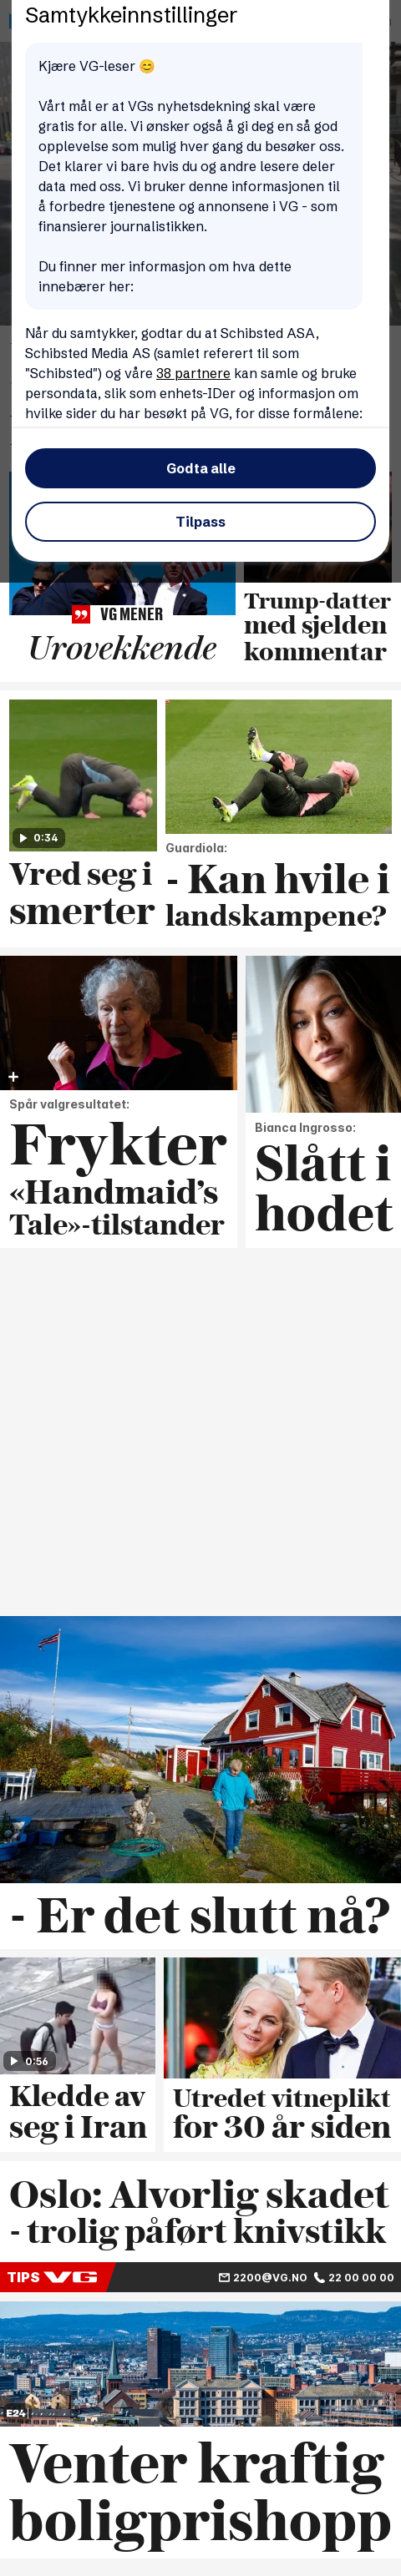 Samtykkeinnstillinger
Kjære VG-leser 😊
Vårt mål er at VGs nyhetsdekning skal være
gratis for alle. Vi ønsker også å gi deg en så god
opplevelse som mulig hver gang du besøker oss.
Det klarer vi bare hvis du og andre lesere deler
data med oss. Vi bruker denne informasjonen til
å forbedre tjenestene og annonsene i VG - som
finansierer journalistikken.
Du finner mer informasjon om hva dette
innebærer her:
Når du samtykker, godtar du at Schibsted ASA,
Schibsted Media AS (samlet referert til som
"Schibsted") og våre 38 partnere kan samle og bruke
persondata, slik som enhets-IDer og informasjon om
hvilke sider du har besøkt på VG, for disse formålene:
Godta alle
Tilpass
VG MENER
Urovekkende
Trump-datter
med sjelden
kommentar
0:34
Vred seg i
smerter
Guardiola:
- Kan hvile i
landskampene?
Spår valgresultatet:
Frykter
«Handmaid's
Tale»-tilstander
Bianca Ingrosso:
Slått i
hodet
- Er det slutt nå?
0:56
Kledde av
seg i Iran
Utredet vitneplikt
for 30 år siden
Oslo: Alvorlig skadet
- trolig påført knivstikk
TIPS VG 2200@VG.NO 22 00 00 00
E24
Venter kraftig
boligprishopp